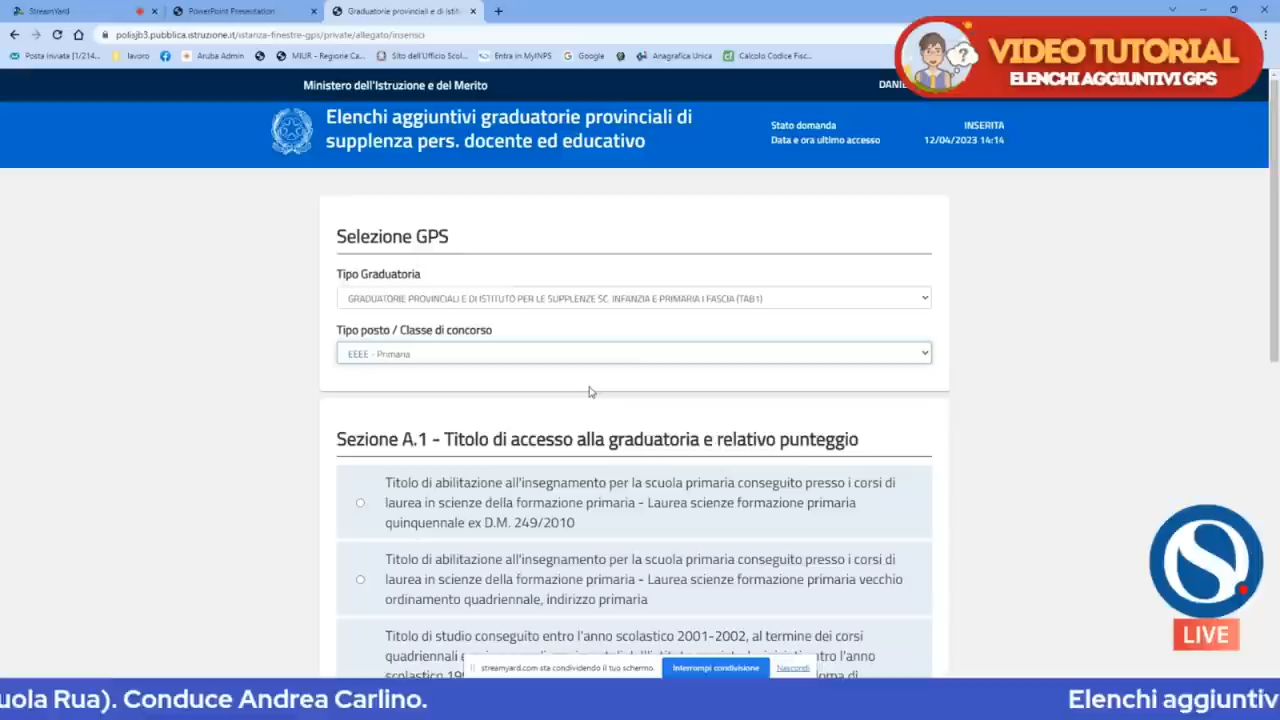 StreamYard
PowerPoint Presentation
Graduatorie provinciali e di istit
polisjb3.pubblica.istruzione.it/istanza-finestre-gps/private/allegato/inserisci
Posta inviata (1/214...
lavoro
Aruba Admin
MIUR - Regione Ca...
Sito dell'Ufficio Scol...
Entra in MyINPS
Google
Anagrafica Unica
Calcolo Codice Fisc...
VIDEO TUTORIAL
ELENCHI AGGIUNTIVI GPS
Ministero dell'Istruzione e del Merito
DANIE
Elenchi aggiuntivi graduatorie provinciali di
supplenza pers. docente ed educativo
Stato domanda INSERITA
Data e ora ultimo accesso 12/04/2023 14:14
Selezione GPS
Tipo Graduatoria
GRADUATORIE PROVINCIALI E DI ISTITUTO PER LE SUPPLENZE SC. INFANZIA E PRIMARIA I FASCIA (TAB1)
Tipo posto / Classe di concorso
EEEE - Primaria
Sezione A.1 - Titolo di accesso alla graduatoria e relativo punteggio
Titolo di abilitazione all'insegnamento per la scuola primaria conseguito presso i corsi di
laurea in scienze della formazione primaria - Laurea scienze formazione primaria
quinquennale ex D.M. 249/2010
Titolo di abilitazione all'insegnamento per la scuola primaria conseguito presso i corsi di
laurea in scienze della formazione primaria - Laurea scienze formazione primaria vecchio
ordinamento quadriennale, indirizzo primaria
Titolo di studio conseguito entro l'anno scolastico 2001-2002, al termine dei corsi
quadriennali
scolastico
streamyard.com sta condividendo il tuo schermo.
Interrompi condivisione
Nascondi
LIVE
uola Rua). Conduce Andrea Carlino.
Elenchi aggiuntiv